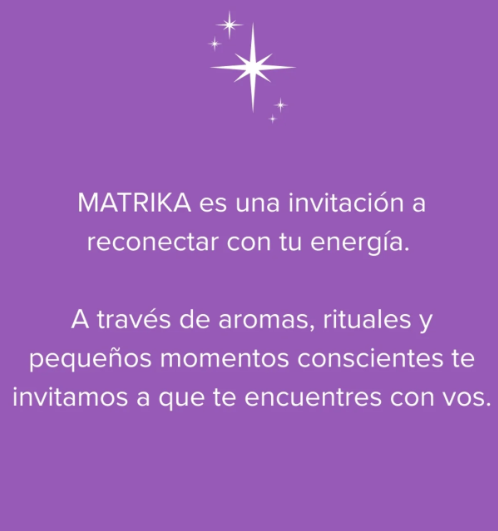 MATRIKA es una invitación a
reconectar con tu energía.
A través de aromas, rituales y
pequeños momentos conscientes te
invitamos a que te encuentres con vos.